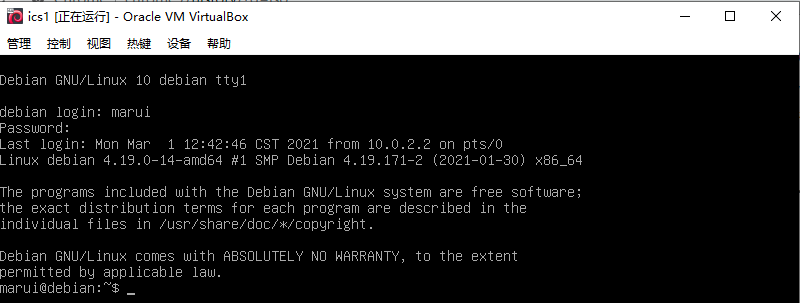 ics1 [正在运行] - Oracle VM VirtualBox
管理 控制 视图 热键 设备 帮助
Debian GNU/Linux 10 debian tty1
debian login: marui
Password:
Last login: Mon Mar  1 12:42:46 CST 2021 from 10.0.2.2 on pts/0
Linux debian 4.19.0-14-amd64 #1 SMP Debian 4.19.171-2 (2021-01-30) x86_64
The programs included with the Debian GNU/Linux system are free software;
the exact distribution terms for each program are described in the
individual files in /usr/share/doc/*/copyright.
Debian GNU/Linux comes with ABSOLUTELY NO WARRANTY, to the extent
permitted by applicable law.
marui@debian:~$ _